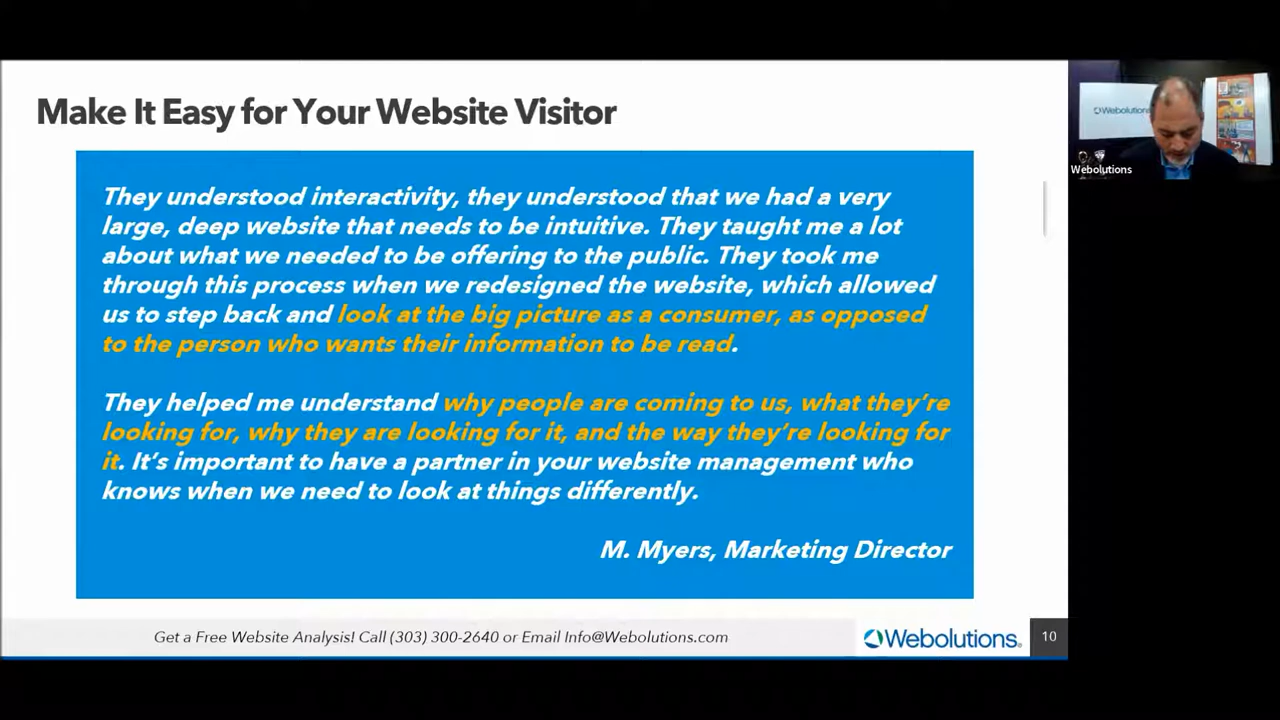 Make It Easy for Your Website Visitor
They understood interactivity, they understood that we had a very
large, deep website that needs to be intuitive. They taught me a lot
about what we needed to be offering to the public. They took me
through this process when we redesigned the website, which allowed
us to step back and look at the big picture as a consumer, as opposed
to the person who wants their information to be read.
They helped me understand why people are coming to us, what they're
looking for, why they are looking for it, and the way they're looking for
it. It's important to have a partner in your website management who
knows when we need to look at things differently.
M. Myers, Marketing Director
Get a Free Website Analysis! Call (303) 300-2640 or Email Info@Webolutions.com
Webolutions.
10
Webolutions
Webolutions